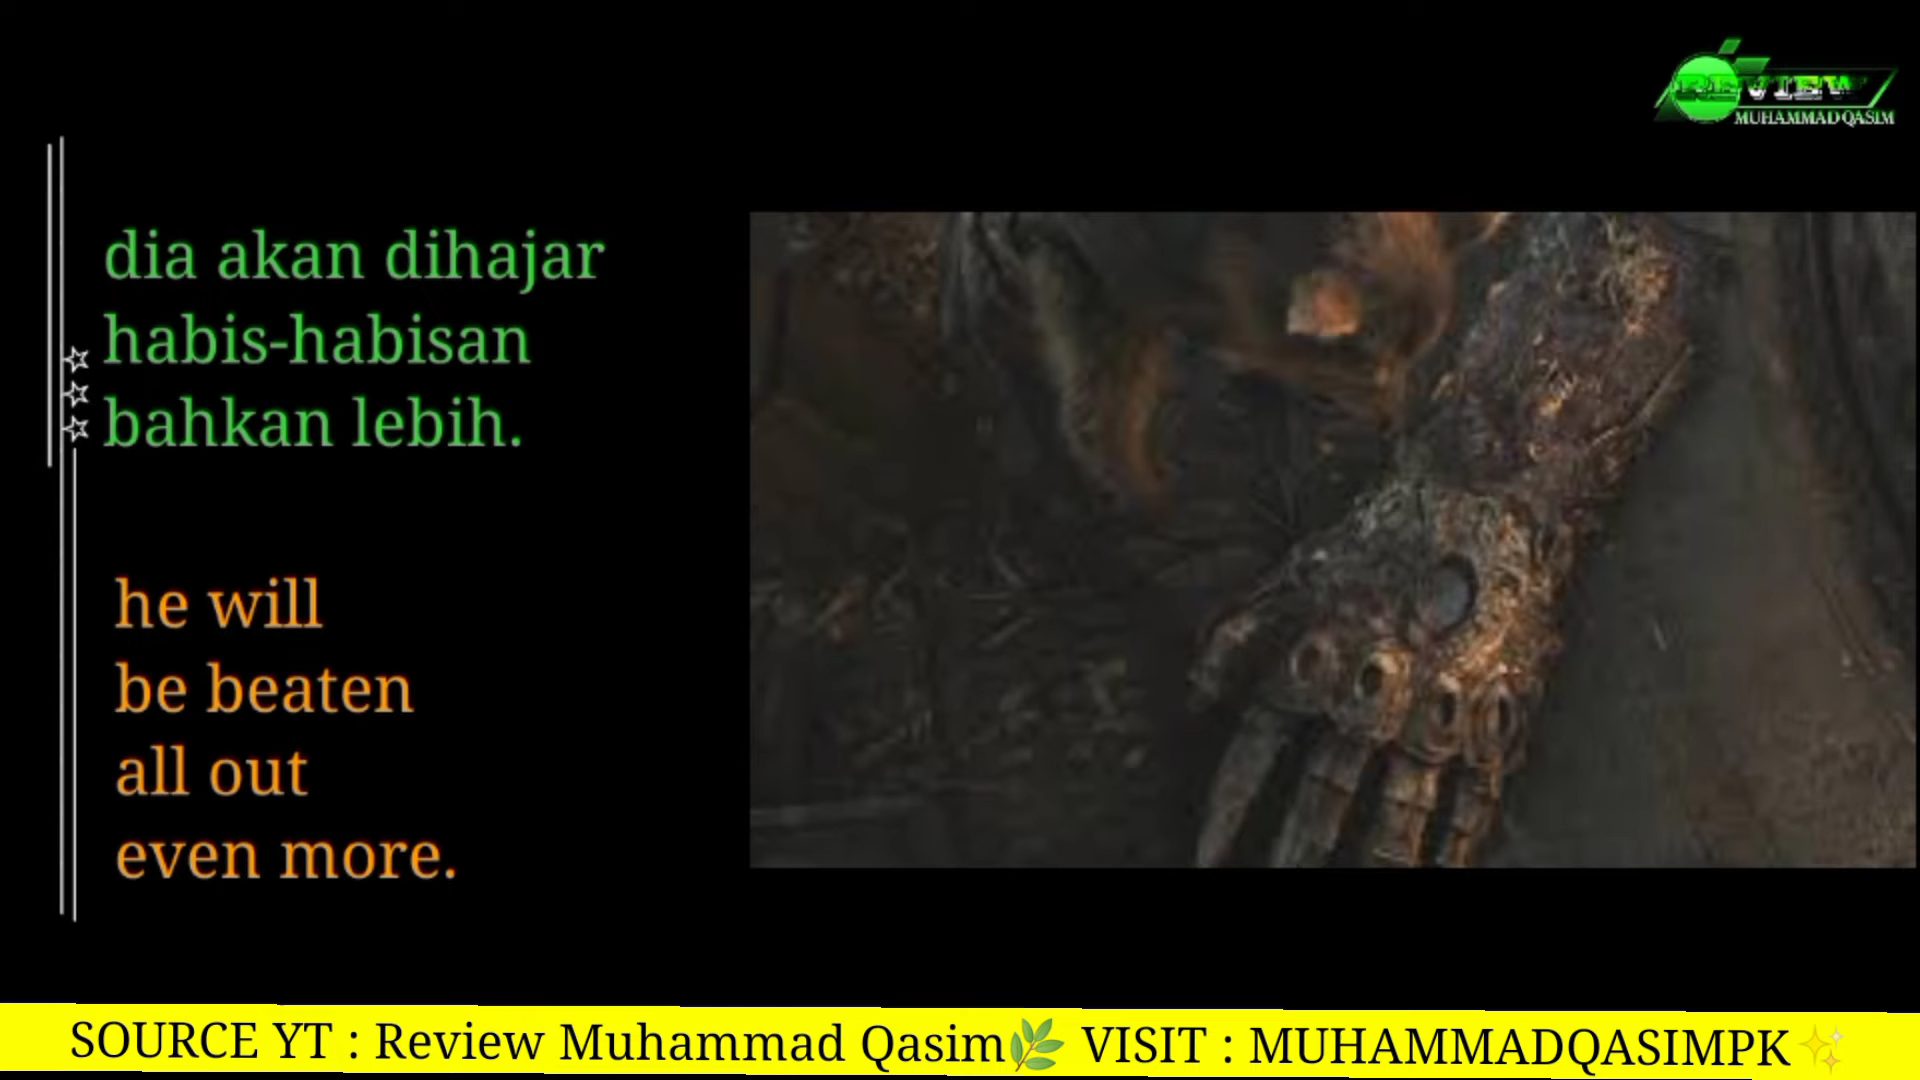 REVIEW
MUHAMMAD QASIM
dia akan dihajar
habis-habisan
bahkan lebih.
he will
be beaten
all out
even more.
SOURCE YT : Review Muhammad Qasim🌿 VISIT : MUHAMMADQASIMPK✨